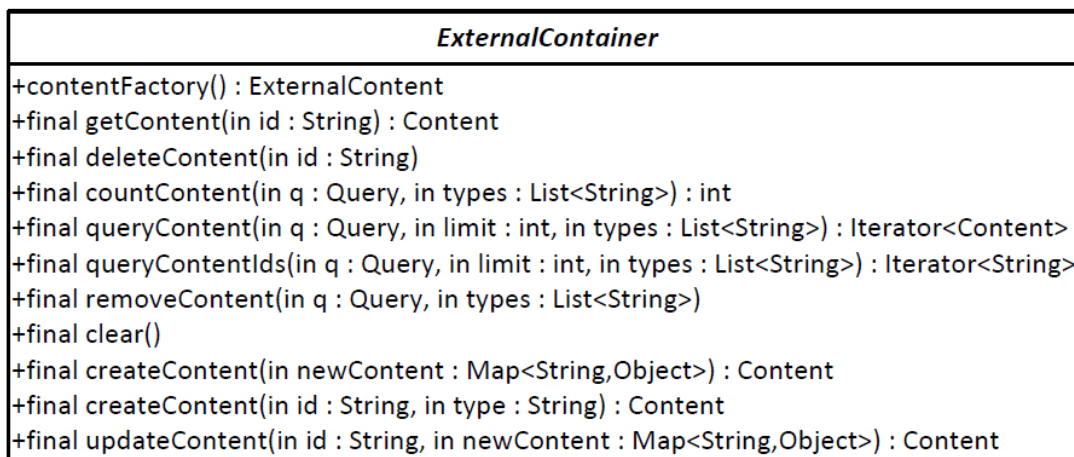 ExternalContainer
+contentFactory() : ExternalContent
+final getContent(in id : String) : Content
+final deleteContent(in id : String)
+final countContent(in q : Query, in types : List<String>) : int
+final queryContent(in q : Query, in limit : int, in types : List<String>) : Iterator<Content>
+final queryContentIds(in q : Query, in limit : int, in types : List<String>) : Iterator<String>
+final removeContent(in q : Query, in types : List<String>)
+final clear()
+final createContent(in newContent : Map<String,Object>) : Content
+final createContent(in id : String, in type : String) : Content
+final updateContent(in id : String, in newContent : Map<String,Object>) : Content